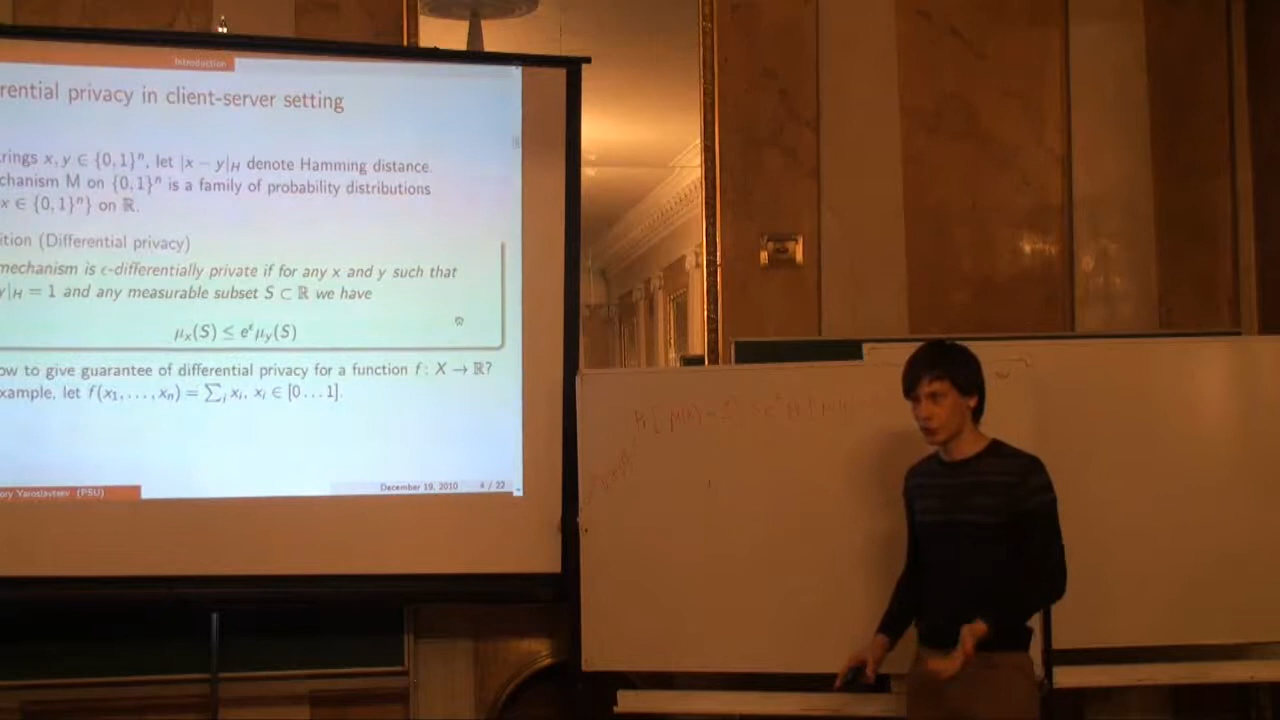 Introduction
rential privacy in client-server setting
rings x, y ∈ {0, 1}ⁿ, let |x − y|_H denote Hamming distance.
chanism M on {0, 1}ⁿ is a family of probability distributions
x ∈ {0, 1}ⁿ} on ℝ.
ition (Differential privacy)
mechanism is ϵ-differentially private if for any x and y such that
y|_H = 1 and any measurable subset S ⊂ ℝ we have
μ_x(S) ≤ e^ϵ μ_y(S)
ow to give guarantee of differential privacy for a function f: X → ℝ?
xample, let f(x₁, . . . , xₙ) = ∑ᵢ xᵢ, xᵢ ∈ [0 . . . 1].
ory Yaroslavtsev (PSU)
December 19, 2010
4 / 22